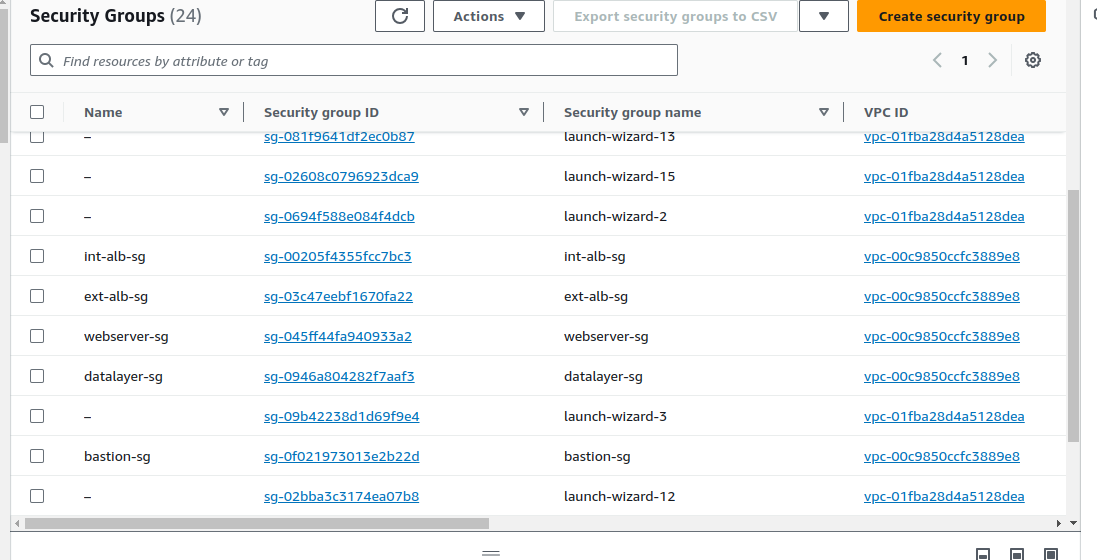 Security Groups (24)
Actions
Export security groups to CSV
Create security group
Find resources by attribute or tag
1
Name Security group ID Security group name VPC ID
– sg-081f9641df2ec0b87 launch-wizard-13 vpc-01fba28d4a5128dea
– sg-02608c0796923dca9 launch-wizard-15 vpc-01fba28d4a5128dea
– sg-0694f588e084f4dcb launch-wizard-2 vpc-01fba28d4a5128dea
int-alb-sg sg-00205f4355fcc7bc3 int-alb-sg vpc-00c9850ccfc3889e8
ext-alb-sg sg-03c47eebf1670fa22 ext-alb-sg vpc-00c9850ccfc3889e8
webserver-sg sg-045ff44fa940933a2 webserver-sg vpc-00c9850ccfc3889e8
datalayer-sg sg-0946a804282f7aaf3 datalayer-sg vpc-00c9850ccfc3889e8
– sg-09b42238d1d69f9e4 launch-wizard-3 vpc-01fba28d4a5128dea
bastion-sg sg-0f021973013e2b22d bastion-sg vpc-00c9850ccfc3889e8
– sg-02bba3c3174ea07b8 launch-wizard-12 vpc-01fba28d4a5128dea